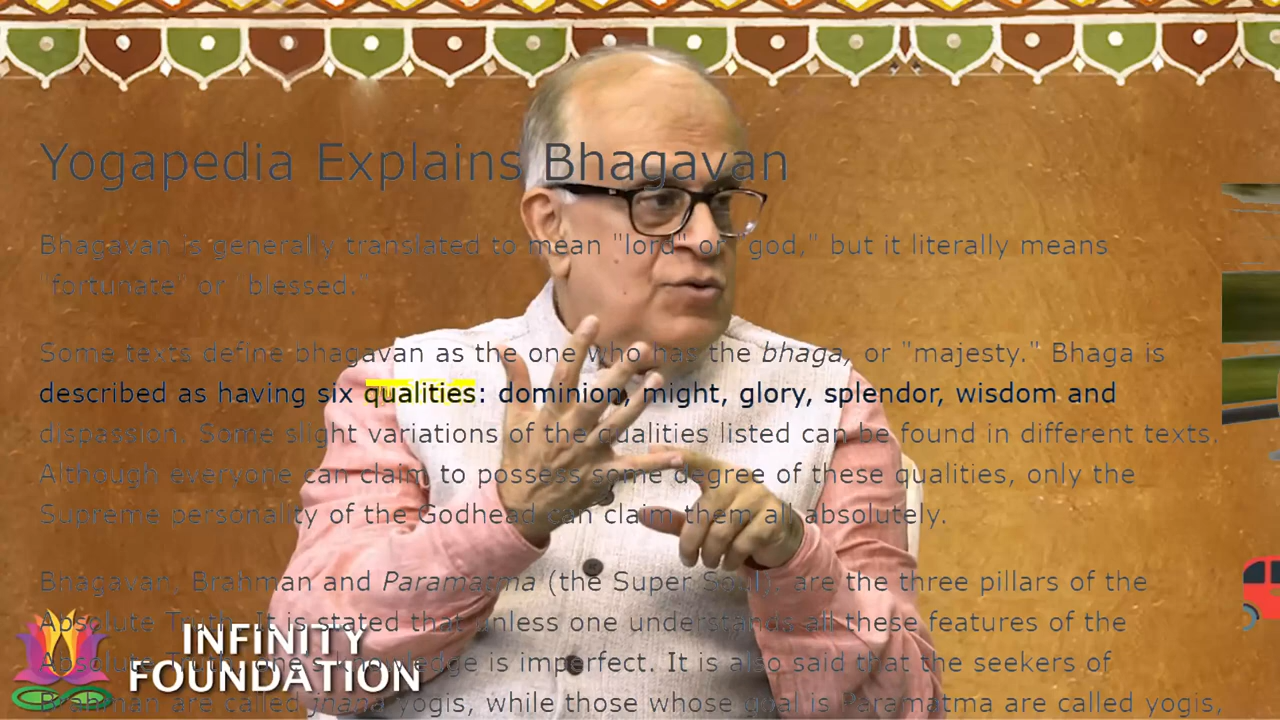 Yogapedia Explains Bhagavan
Bhagavan is generally translated to mean "lord" or "god," but it literally means
"fortunate" or "blessed."
Some texts define bhagavan as the one who has the bhaga, or "majesty." Bhaga is
described as having six qualities: dominion, might, glory, splendor, wisdom and
dispassion. Some slight variations of the qualities listed can be found in different texts.
Although everyone can claim to possess some degree of these qualities, only the
Supreme personality of the Godhead can claim them all absolutely.
Bhagavan, Brahman and Paramatma (the Super Soul), are the three pillars of the
Absolute Truth. It is stated that unless one understands all these features of the
Absolute Truth, one's knowledge is imperfect. It is also said that the seekers of
Brahman are called jnana yogis, while those whose goal is Paramatma are called yogis,
INFINITY
FOUNDATION